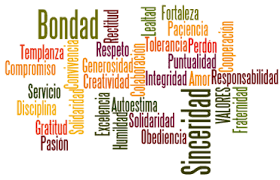 Bondad
Rectitud
Lealtad
Fortaleza
Paciencia
Templanza
Respeto
Tolerancia
Perdón
Cooperación
Compromiso
Convivencia
Generosidad
Colaboración
Puntualidad
Creatividad
Integridad
Amor
Responsabilidad
Servicio
Solidaridad
Disciplina
Excelencia
Autoestima
Humildad
Solidaridad
Sinceridad
VALORES
Fraternidad
Gratitud
Obediencia
Pasión